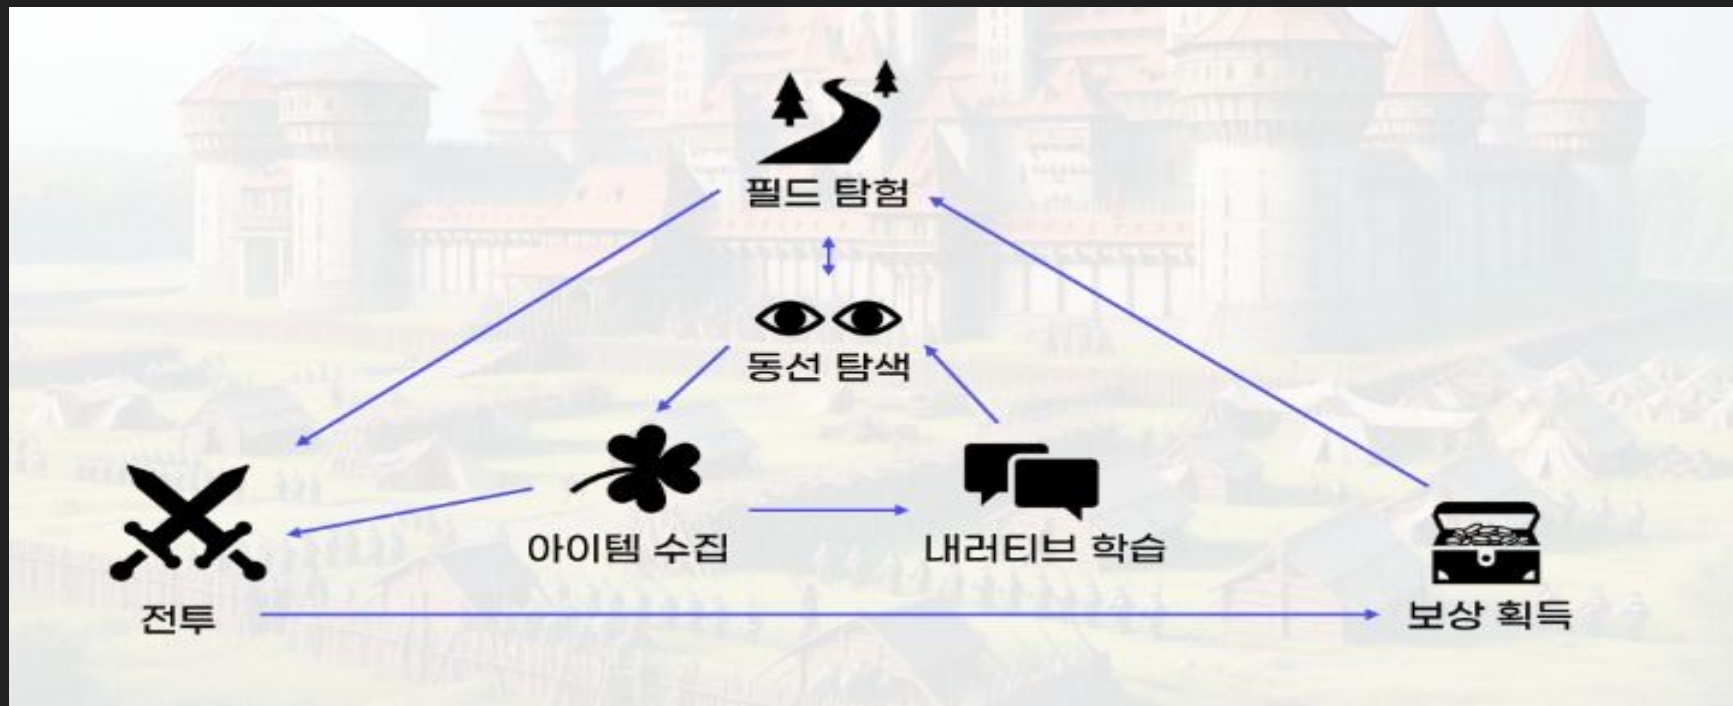 필드 탐험
동선 탐색
아이템 수집
내러티브 학습
전투
보상 획득